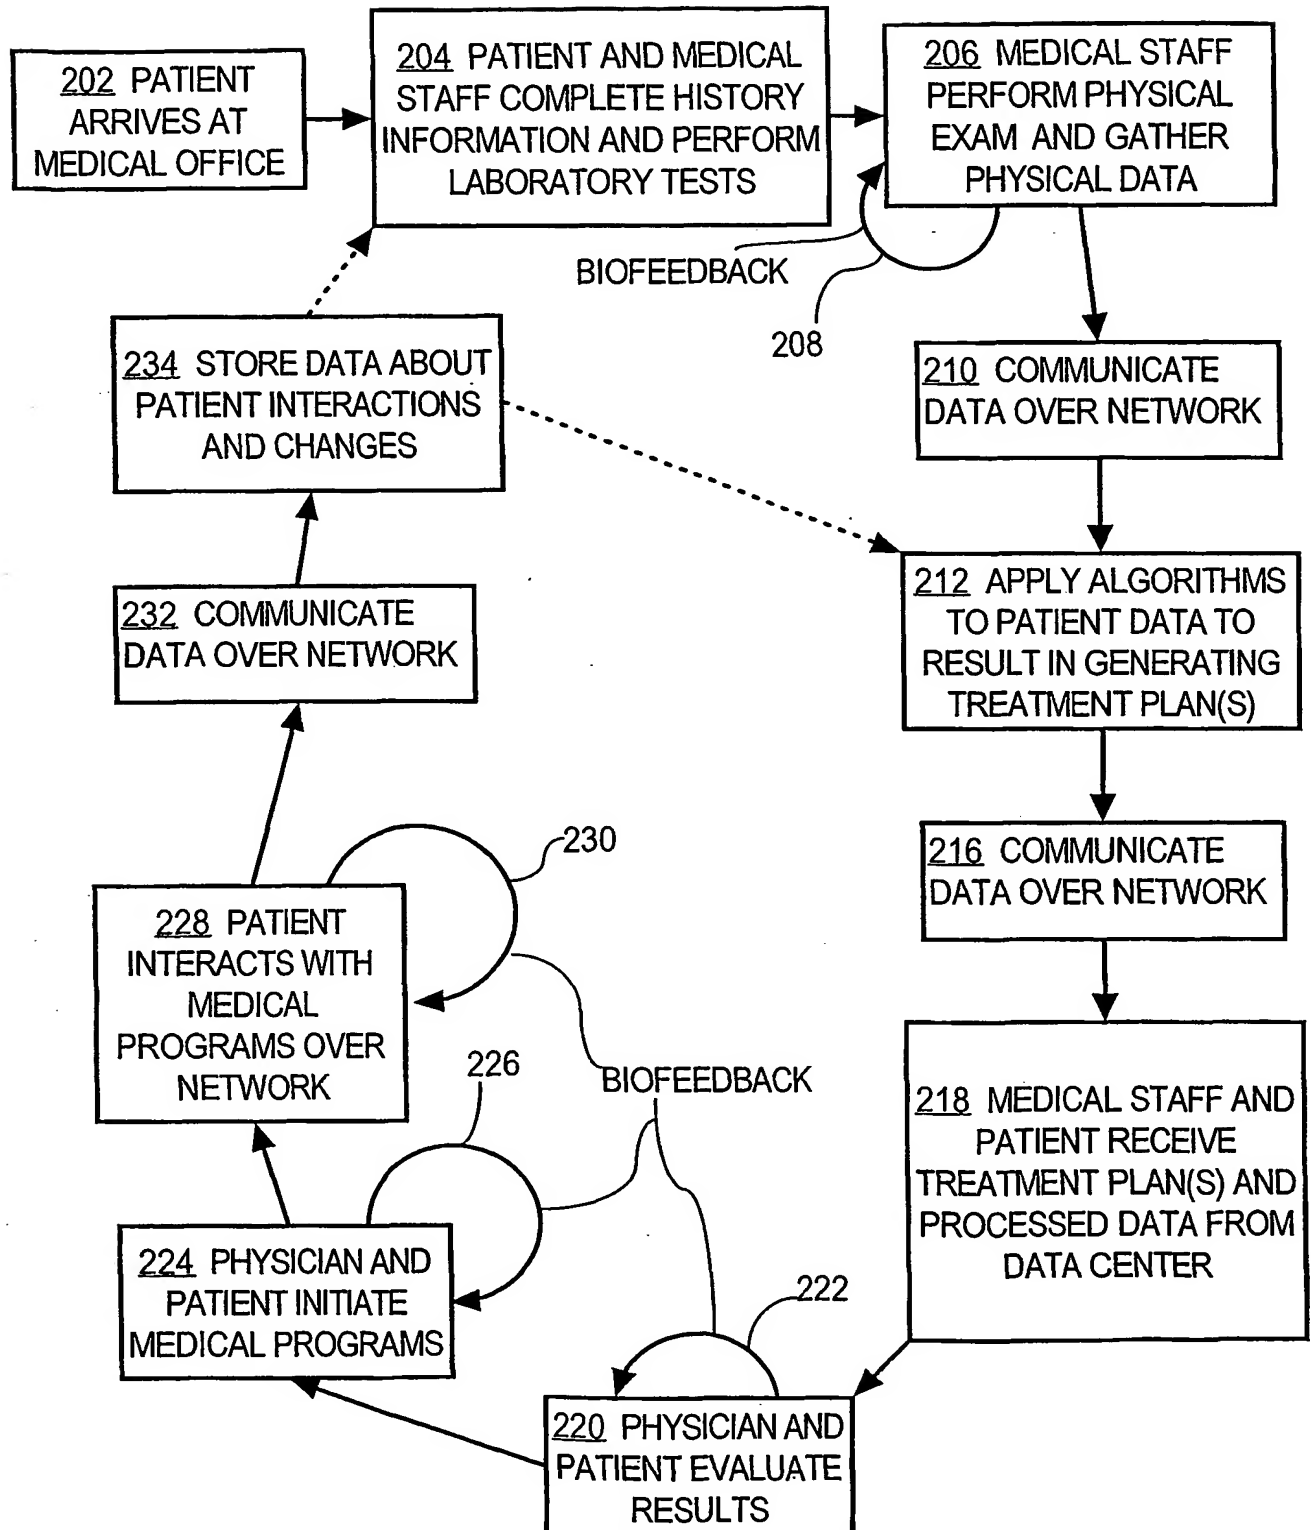 202 PATIENT
ARRIVES AT
MEDICAL OFFICE
204 PATIENT AND MEDICAL
STAFF COMPLETE HISTORY
INFORMATION AND PERFORM
LABORATORY TESTS
206 MEDICAL STAFF
PERFORM PHYSICAL
EXAM AND GATHER
PHYSICAL DATA
BIOFEEDBACK
208
210 COMMUNICATE
DATA OVER NETWORK
234 STORE DATA ABOUT
PATIENT INTERACTIONS
AND CHANGES
212 APPLY ALGORITHMS
TO PATIENT DATA TO
RESULT IN GENERATING
TREATMENT PLAN(S)
232 COMMUNICATE
DATA OVER NETWORK
216 COMMUNICATE
DATA OVER NETWORK
230
228 PATIENT
INTERACTS WITH
MEDICAL
PROGRAMS OVER
NETWORK
226
BIOFEEDBACK
218 MEDICAL STAFF AND
PATIENT RECEIVE
TREATMENT PLAN(S) AND
PROCESSED DATA FROM
DATA CENTER
224 PHYSICIAN AND
PATIENT INITIATE
MEDICAL PROGRAMS
222
220 PHYSICIAN AND
PATIENT EVALUATE
RESULTS